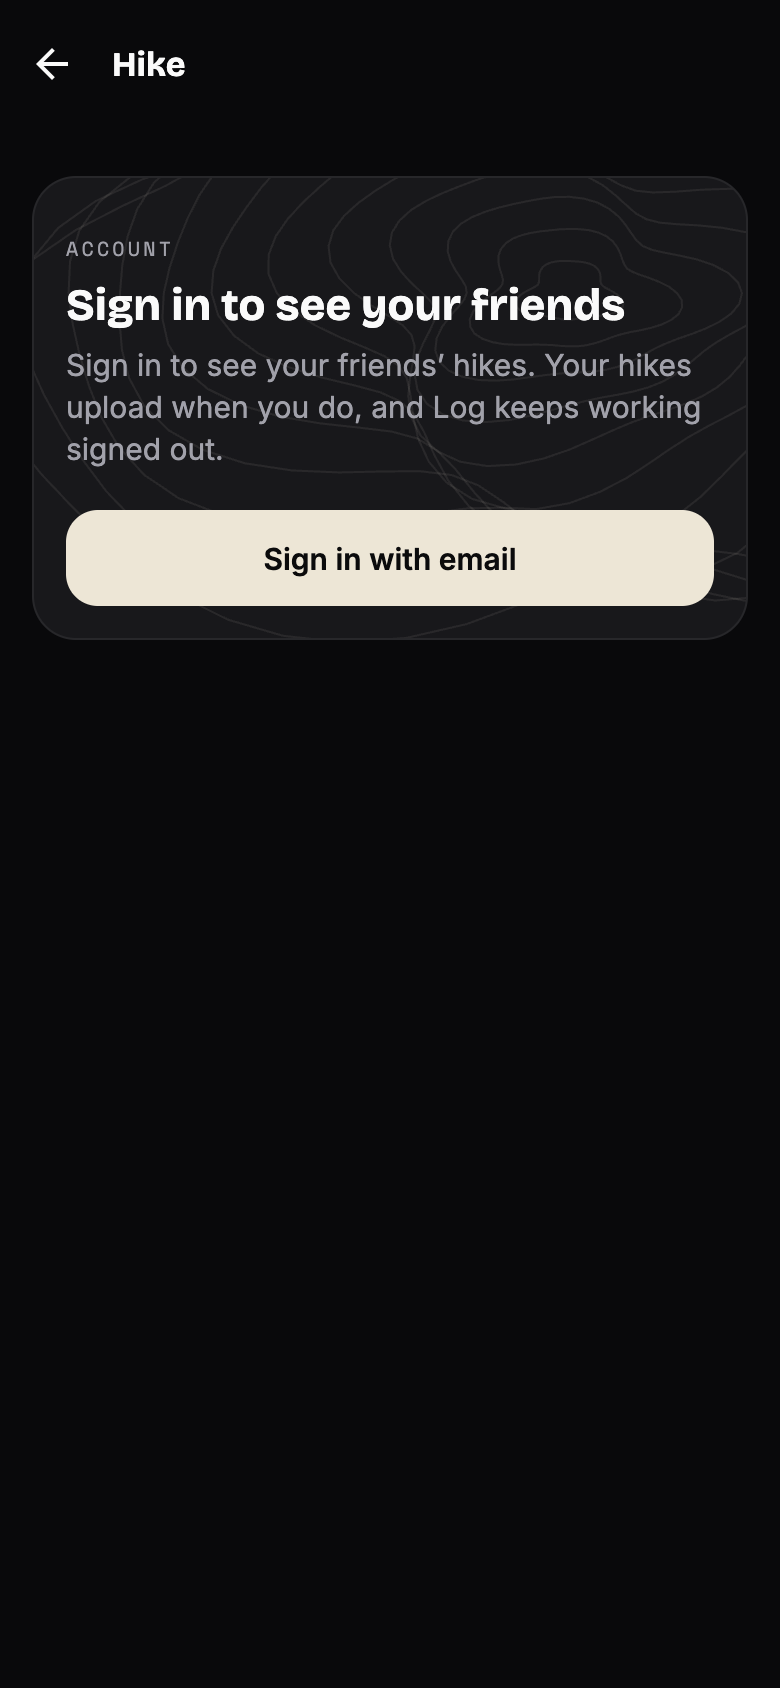 Hike
ACCOUNT
Sign in to see your friends
Sign in to see your friends’ hikes. Your hikes
upload when you do, and Log keeps working
signed out.
Sign in with email